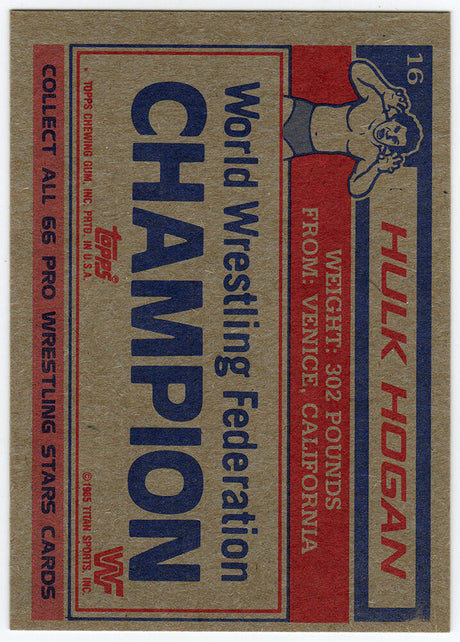 16
HULK HOGAN
WEIGHT: 302 POUNDS
FROM: VENICE, CALIFORNIA
World Wrestling Federation
CHAMPION
* TOPPS CHEWING GUM, INC. PRTD. IN U.S.A.
topps®
©1985 TITAN SPORTS, INC.
WF
COLLECT ALL 66 PRO WRESTLING STARS CARDS